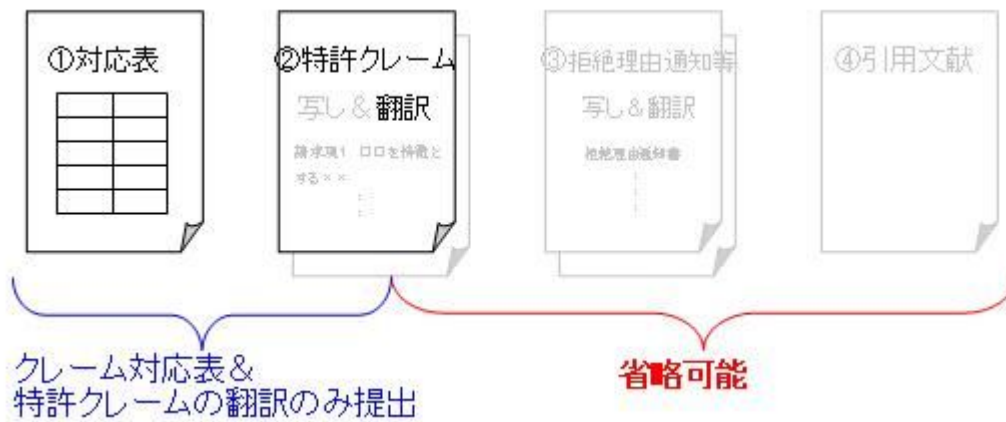 ①対応表
②特許クレーム
写し&翻訳
請求項1 ロロを特徴と
する××
③拒絶理由通知等
写し&翻訳
拒絶理由通知書
④引用文献
クレーム対応表&
特許クレームの翻訳のみ提出
省略可能